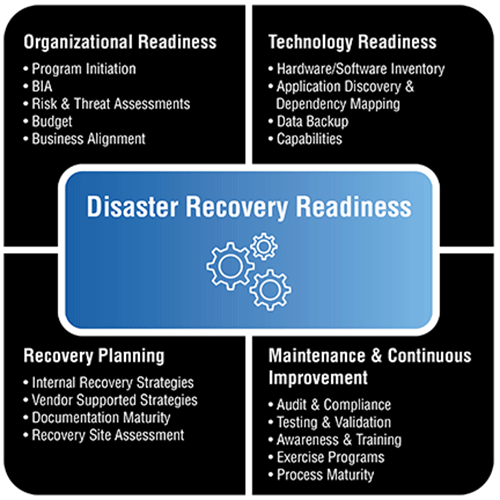 Organizational Readiness
• Program Initiation
• BIA
• Risk & Threat Assessments
• Budget
• Business Alignment
Technology Readiness
• Hardware/Software Inventory
• Application Discovery &
Dependency Mapping
• Data Backup
• Capabilities
Disaster Recovery Readiness
Recovery Planning
• Internal Recovery Strategies
• Vendor Supported Strategies
• Documentation Maturity
• Recovery Site Assessment
Maintenance & Continuous
Improvement
• Audit & Compliance
• Testing & Validation
• Awareness & Training
• Exercise Programs
• Process Maturity